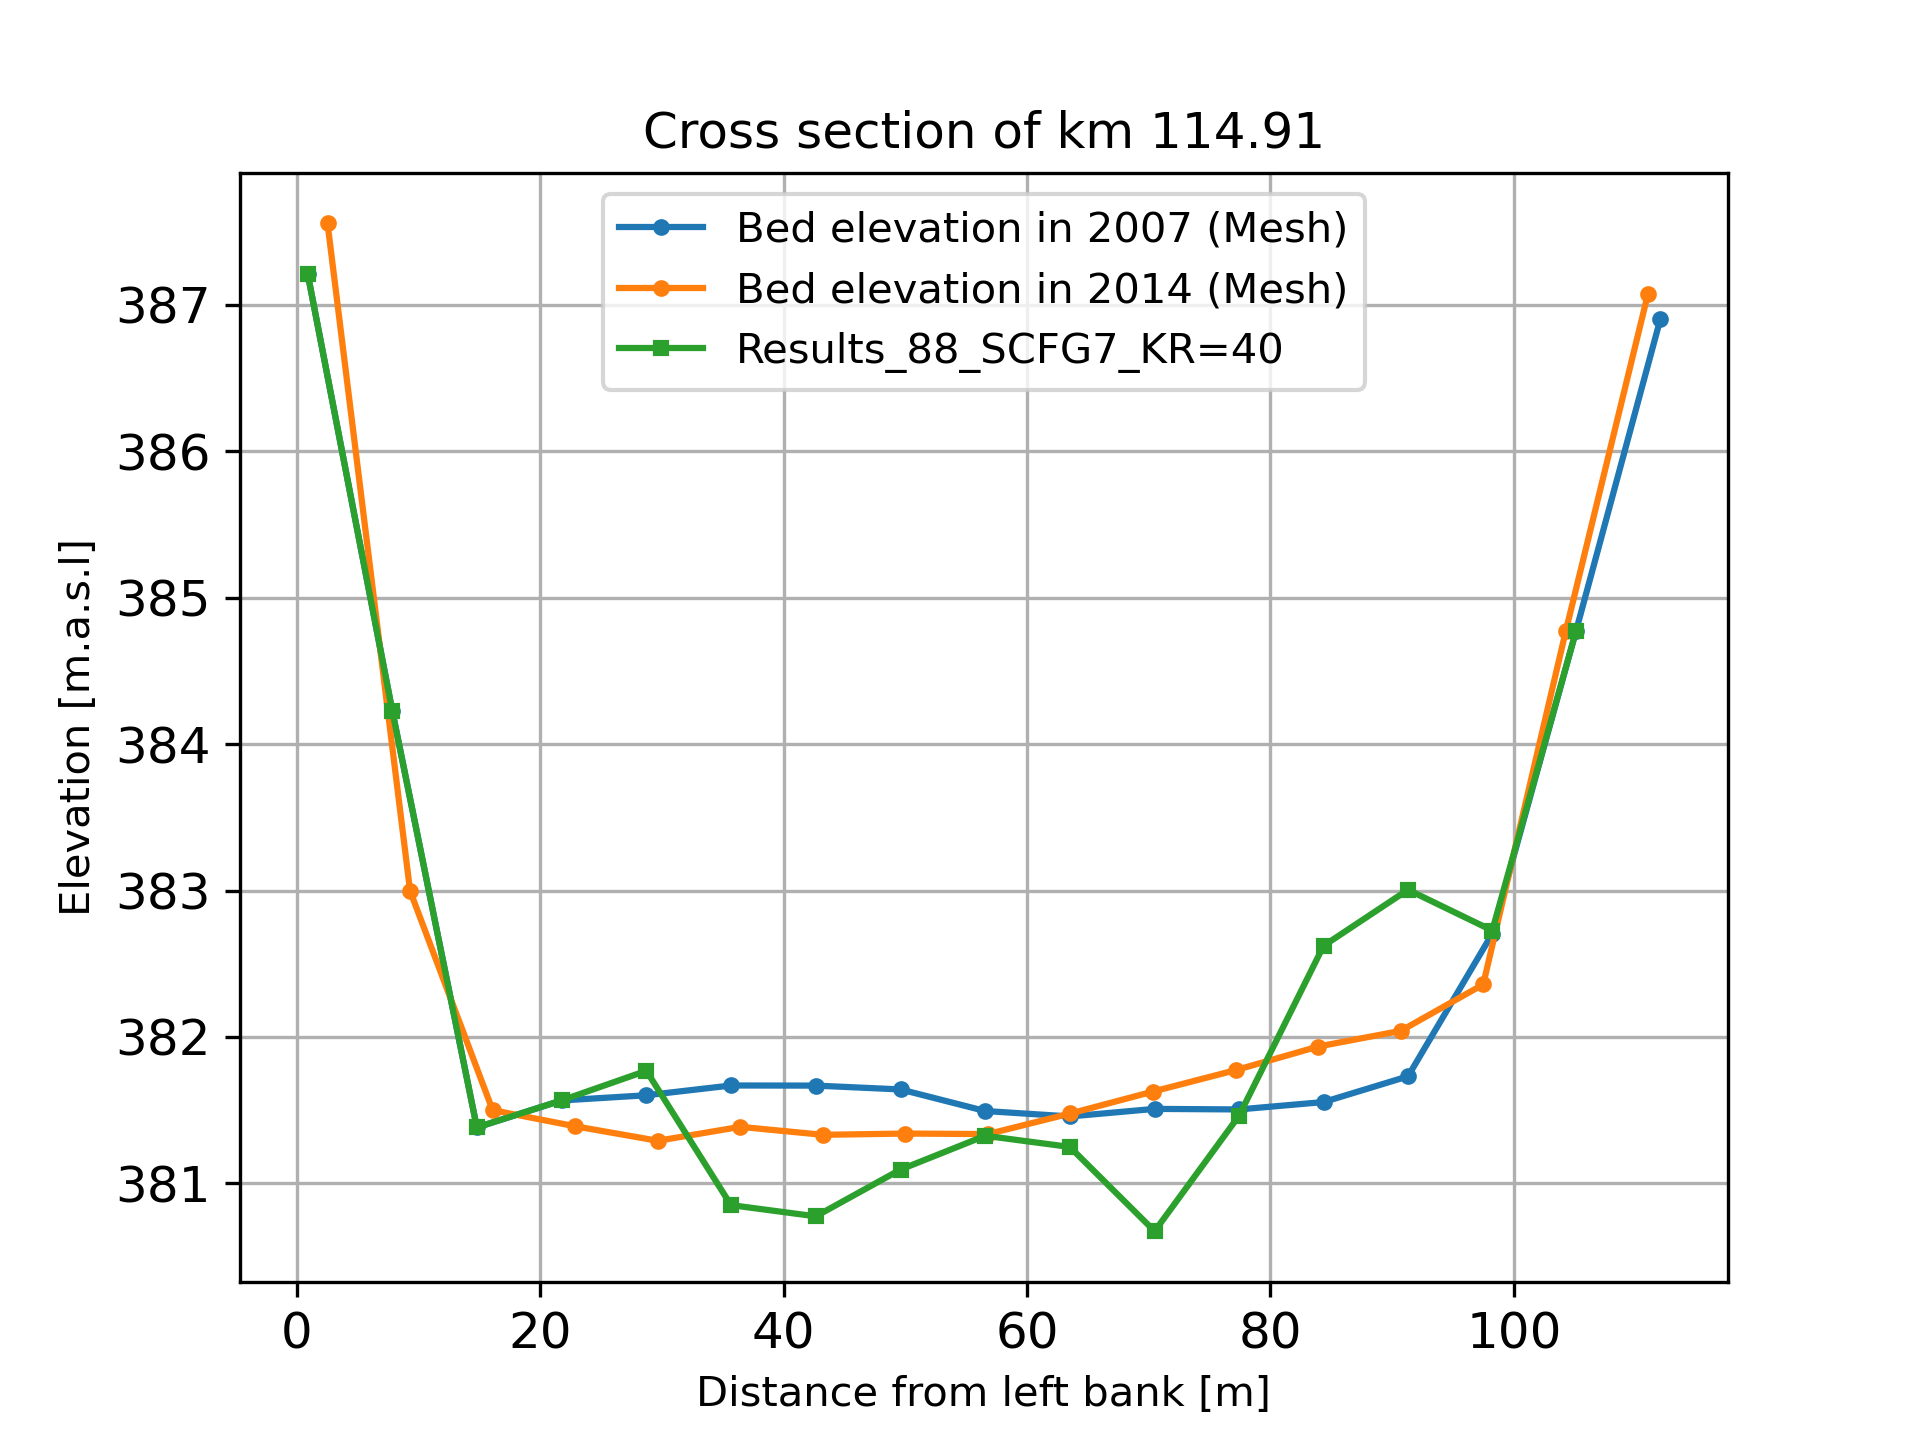 Cross section of km 114.91
Bed elevation in 2007 (Mesh)
Bed elevation in 2014 (Mesh)
Results_88_SCFG7_KR=40
Elevation [m.a.s.l]
387
386
385
384
383
382
381
0 20 40 60 80 100
Distance from left bank [m]